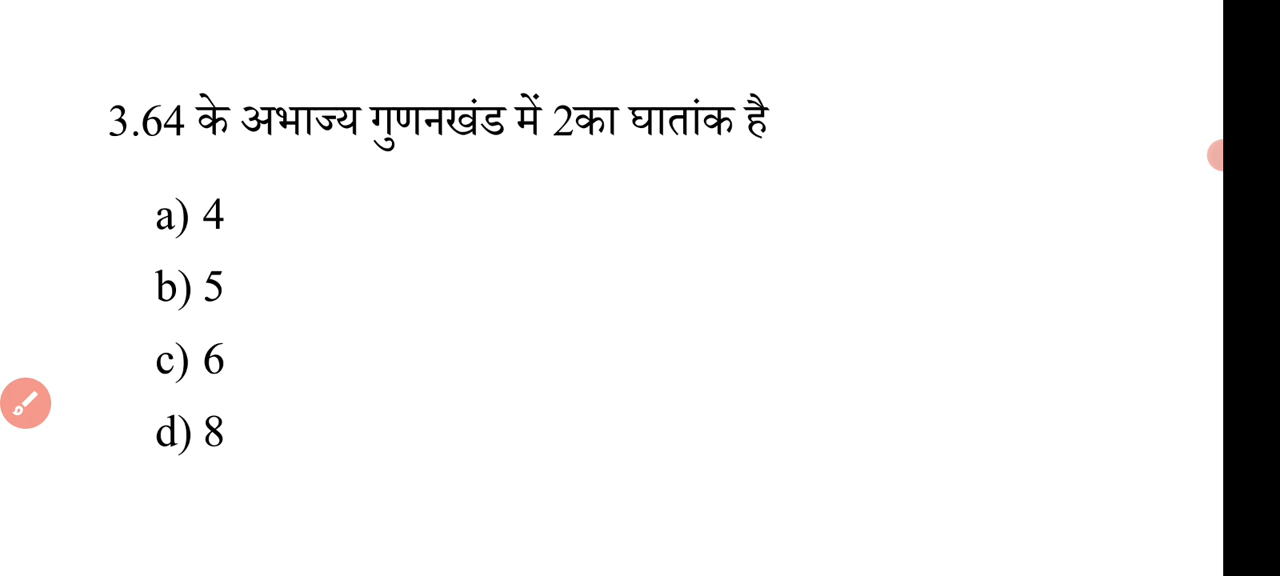 3.64 के अभाज्य गुणनखंड में 2का घातांक है
a) 4
b) 5
c) 6
d) 8